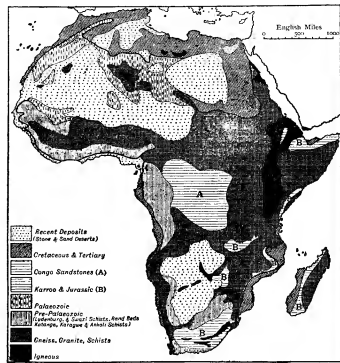 English Miles
0 500 1000
B
A
B
B
B
B
Recent Deposits
(Stone & Sand Deserts)
Cretaceous & Tertiary
Congo Sandstones (A)
Karroo & Jurassic (B)
Palaeozoic
Pre-Palaeozoic
(Lydenburg, & Swazi Schists, Rand Beds
Katanga, Karagwe & Ankoli Schists)
Gneiss, Granite, Schists
Igneous